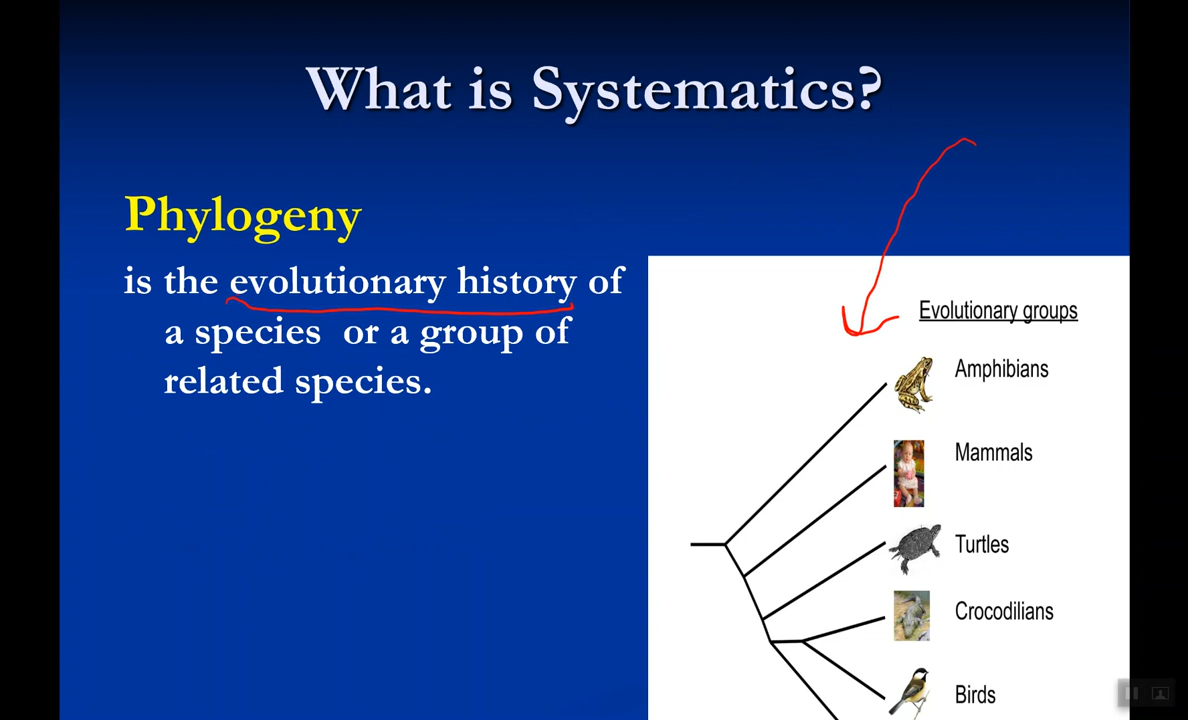 What is Systematics?
Phylogeny
is the evolutionary history of
a species or a group of
related species.
Evolutionary groups
Amphibians
Mammals
Turtles
Crocodilians
Birds